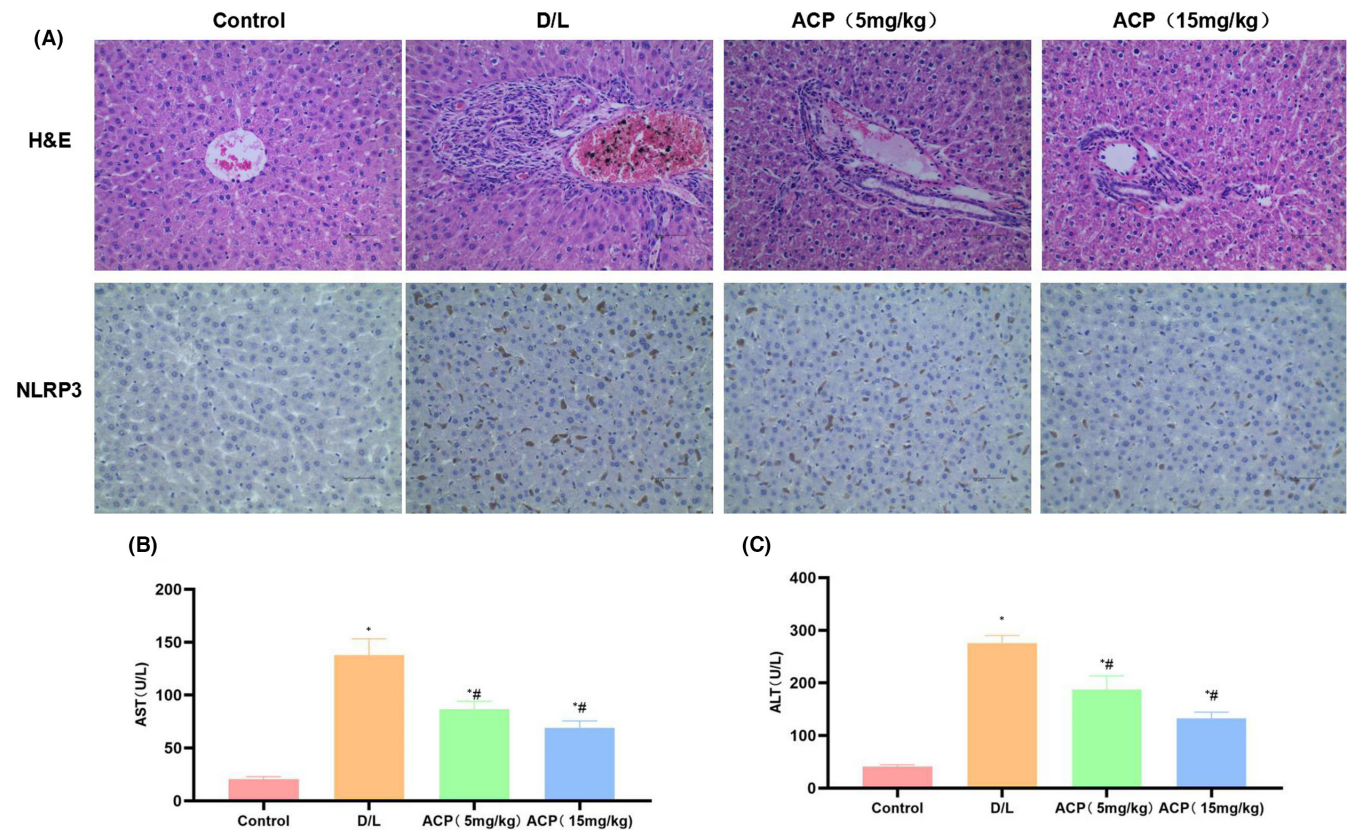 Control
D/L
ACP（5mg/kg）
ACP（15mg/kg）
(A)
H&E
NLRP3
(B)
AST（U/L）
200
150
100
50
0
*
*#
*#
Control
D/L
ACP（5mg/kg）
ACP（15mg/kg）
(C)
ALT（U/L）
400
300
200
100
0
*
*#
*#
Control
D/L
ACP（5mg/kg）
ACP（15mg/kg）